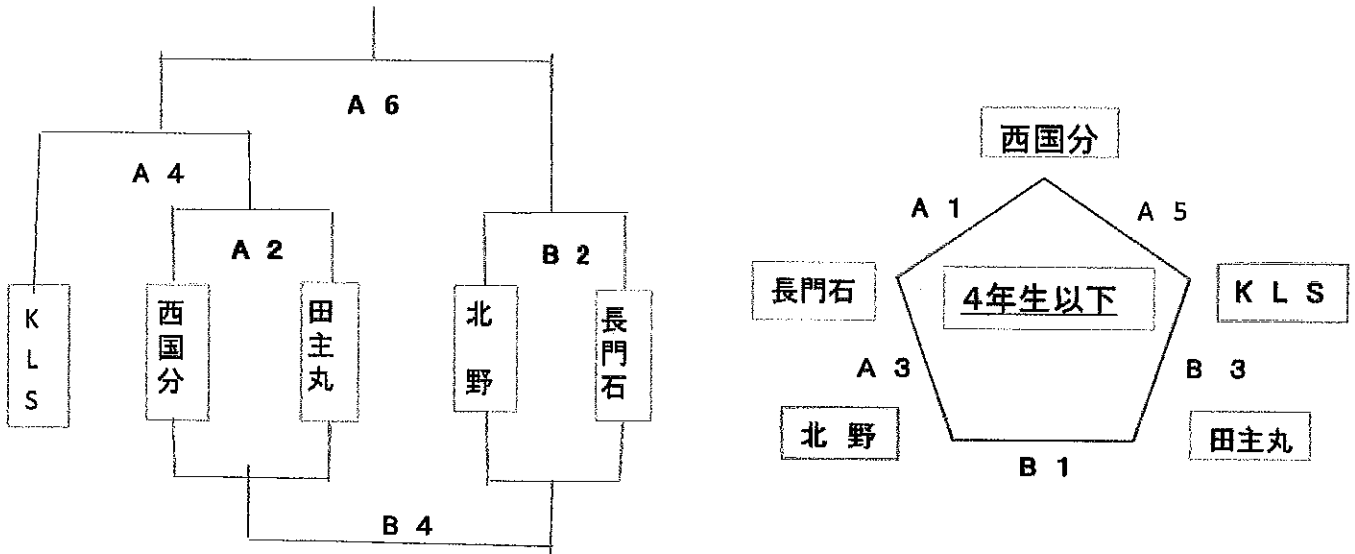 A 6
A 4
A 2
B 2
KLS
西国分
田主丸
北野
長門石
B 4
西国分
A 1
A 5
長門石
4年生以下
K L S
A 3
B 3
北 野
田主丸
B 1